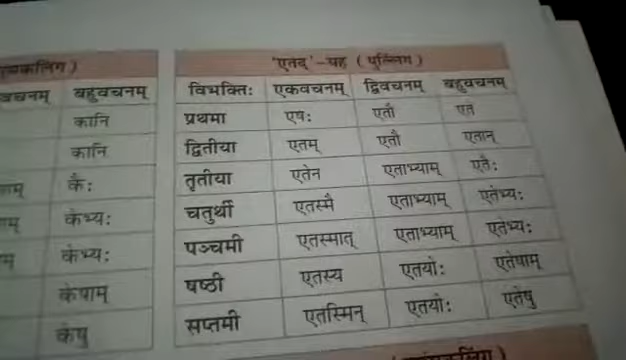 'एतद्' -यह ( पुल्लिंग )
वचनम् बहुवचनम् विभक्तिः एकवचनम् द्विवचनम् बहुवचनम्
कानि प्रथमा एषः एतौ एते
कानि द्वितीया एतम् एतौ एतान्
कैः तृतीया एतेन एताभ्याम् एतैः
केभ्यः चतुर्थी एतस्मै एताभ्याम् एतेभ्यः
केभ्यः पञ्चमी एतस्मात् एताभ्याम् एतेभ्यः
केषाम् षष्ठी एतस्य एतयोः एतेषाम्
केषु सप्तमी एतस्मिन् एतयोः एतेषु